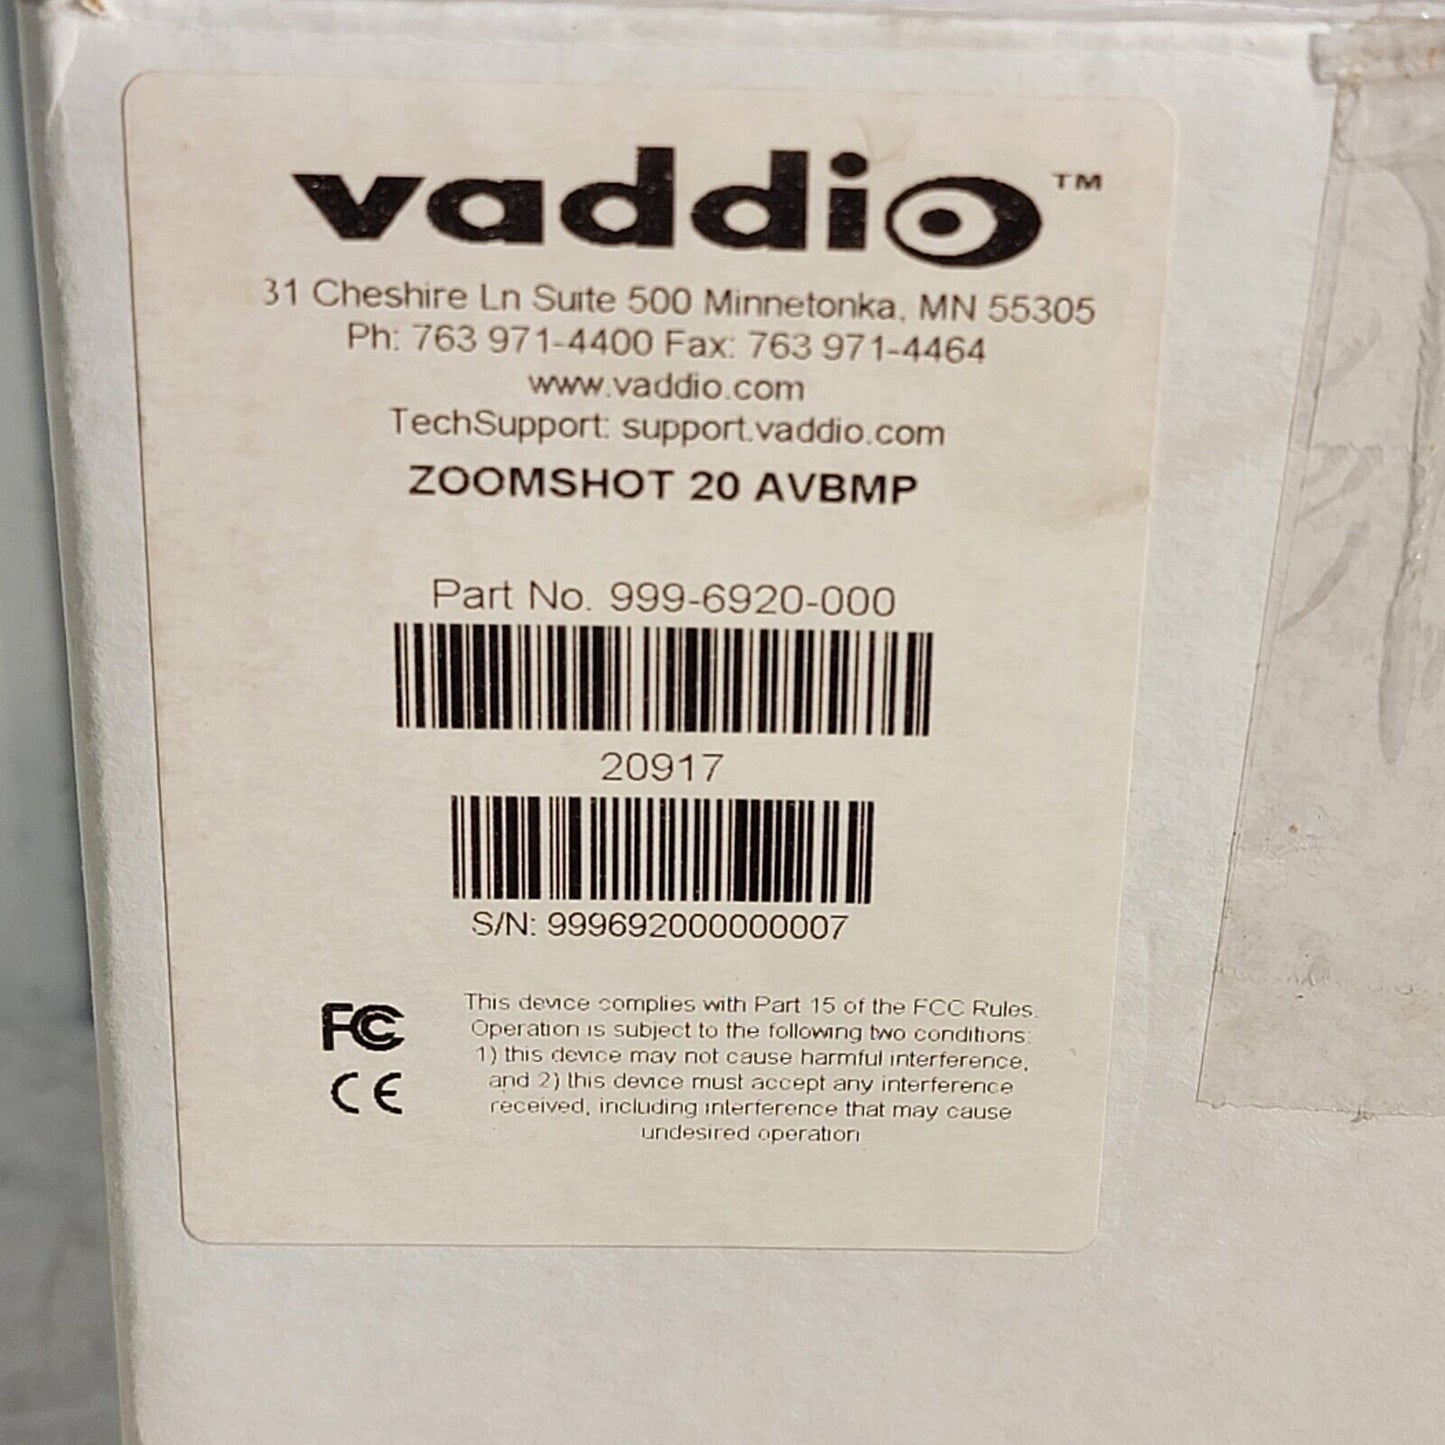 vaddio™
31 Cheshire Ln Suite 500 Minnetonka, MN 55305
Ph: 763 971-4400 Fax: 763 971-4464
www.vaddio.com
TechSupport: support.vaddio.com
ZOOMSHOT 20 AVBMP
Part No. 999-6920-000
20917
S/N: 999692000000007
FC
CE
This device complies with Part 15 of the FCC Rules.
Operation is subject to the following two conditions:
1) this device may not cause harmful interference,
and 2) this device must accept any interference
received, including interference that may cause
undesired operation